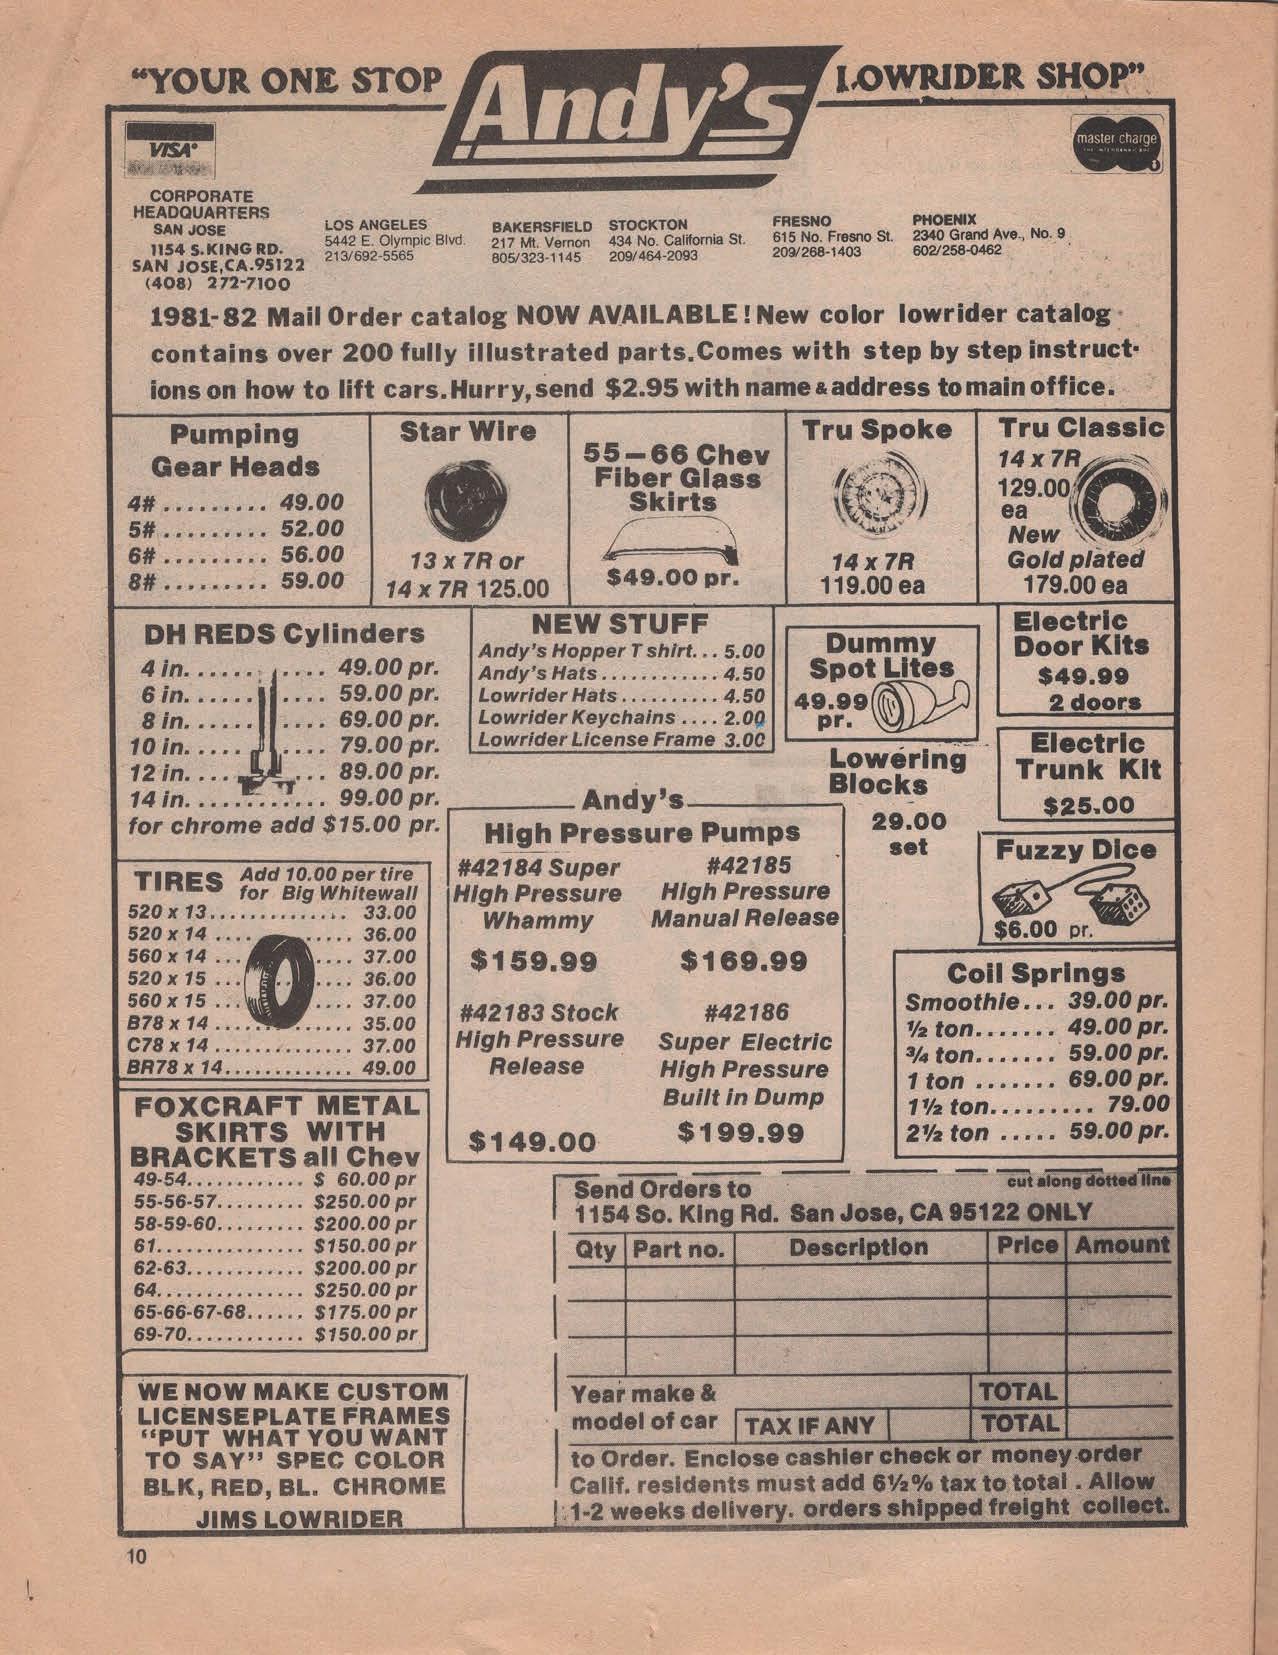 "YOUR ONE STOP Andy's LOWRIDER SHOP"
VISA®
master charge
CORPORATE
HEADQUARTERS
SAN JOSE
1154 S.KING RD.
SAN JOSE,CA.95122
(408) 272-7100
LOS ANGELES
5442 E. Olympic Blvd.
213/692-5565
BAKERSFIELD
217 Mt. Vernon
805/323-1145
STOCKTON
434 No. California St.
209/464-2093
FRESNO
615 No. Fresno St.
209/268-1403
PHOENIX
2340 Grand Ave., No. 9
602/258-0462
1981-82 Mail Order catalog NOW AVAILABLE! New color lowrider catalog
contains over 200 fully illustrated parts. Comes with step by step instruct-
ions on how to lift cars. Hurry, send $2.95 with name & address to main office.
Pumping
Gear Heads
4# ......... 49.00
5# ......... 52.00
6# ......... 56.00
8# ......... 59.00
Star Wire
13 x 7R or
14 x 7R 125.00
55-66 Chev
Fiber Glass
Skirts
$49.00 pr.
Tru Spoke
14 x 7R
119.00 ea
Tru Classic
14 x 7R
129.00
ea
New
Gold plated
179.00 ea
DH REDS Cylinders
4 in. ........... 49.00 pr.
6 in. ........... 59.00 pr.
8 in. ........... 69.00 pr.
10 in. ........... 79.00 pr.
12 in. ........... 89.00 pr.
14 in. ........... 99.00 pr.
for chrome add $15.00 pr.
NEW STUFF
Andy's Hopper T shirt... 5.00
Andy's Hats............ 4.50
Lowrider Hats.......... 4.50
Lowrider Keychains .... 2.00
Lowrider License Frame 3.00
Dummy
Spot Lites
49.99
pr.
Electric
Door Kits
$49.99
2 doors
Lowering
Blocks
29.00
set
Electric
Trunk Kit
$25.00
Fuzzy Dice
$6.00 pr.
Andy's
High Pressure Pumps
#42184 Super
High Pressure
Whammy
$159.99
#42185
High Pressure
Manual Release
$169.99
#42183 Stock
High Pressure
Release
$149.00
#42186
Super Electric
High Pressure
Built in Dump
$199.99
TIRES Add 10.00 per tire
for Big Whitewall
520 x 13............. 33.00
520 x 14 ............. 36.00
560 x 14 ............. 37.00
520 x 15 ............. 36.00
560 x 15 ............. 37.00
B78 x 14 ............. 35.00
C78 x 14 ............. 37.00
BR78 x 14............. 49.00
Coil Springs
Smoothie... 39.00 pr.
½ ton....... 49.00 pr.
¾ ton....... 59.00 pr.
1 ton ....... 69.00 pr.
1½ ton......... 79.00
2½ ton ..... 59.00 pr.
FOXCRAFT METAL
SKIRTS WITH
BRACKETS all Chev
49-54............ $ 60.00 pr
55-56-57......... $250.00 pr
58-59-60......... $200.00 pr
61............... $150.00 pr
62-63............ $200.00 pr
64............... $250.00 pr
65-66-67-68...... $175.00 pr
69-70............ $150.00 pr
WE NOW MAKE CUSTOM
LICENSEPLATE FRAMES
"PUT WHAT YOU WANT
TO SAY" SPEC COLOR
BLK, RED, BL. CHROME
JIMS LOWRIDER
cut along dotted line
Send Orders to
1154 So. King Rd. San Jose, CA 95122 ONLY
Qty Part no. Description Price Amount
Year make & TOTAL
model of car TAX IF ANY TOTAL
to Order. Enclose cashier check or money order
Calif. residents must add 6½% tax to total . Allow
1-2 weeks delivery. orders shipped freight collect.
10